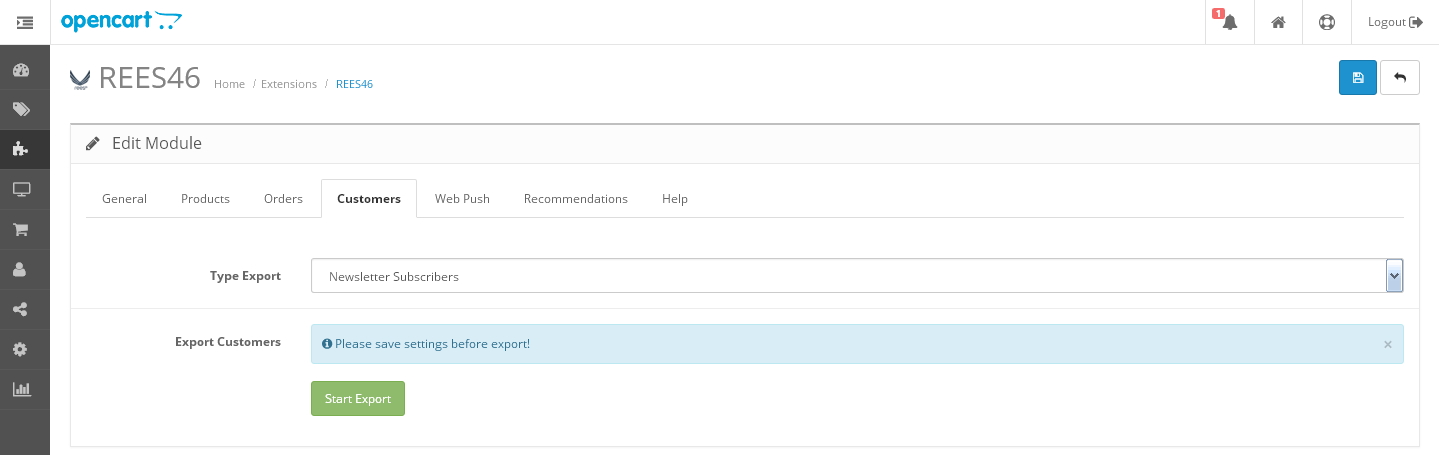 opencart
1
Logout
REES46 Home / Extensions / REES46
Edit Module
General Products Orders Customers Web Push Recommendations Help
Type Export Newsletter Subscribers
Export Customers Please save settings before export! ×
Start Export